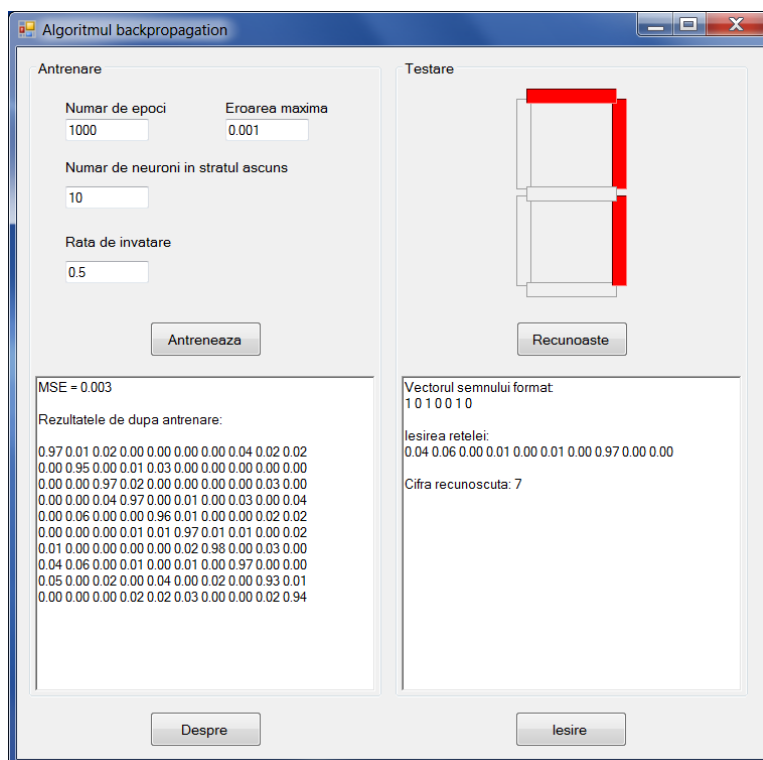 Algoritmul backpropagation
Antrenare
Numar de epoci
Eroarea maxima
1000
0.001
Numar de neuroni in stratul ascuns
10
Rata de invatare
0.5
Antreneaza
MSE = 0.003
Rezultatele de dupa antrenare:
0.97 0.01 0.02 0.00 0.00 0.00 0.00 0.04 0.02 0.02
0.00 0.95 0.00 0.01 0.03 0.00 0.00 0.00 0.00 0.00
0.00 0.00 0.97 0.02 0.00 0.00 0.00 0.00 0.03 0.00
0.00 0.00 0.04 0.97 0.00 0.01 0.00 0.03 0.00 0.04
0.00 0.06 0.00 0.00 0.96 0.01 0.00 0.00 0.02 0.02
0.00 0.00 0.00 0.01 0.01 0.97 0.01 0.01 0.00 0.02
0.01 0.00 0.00 0.00 0.00 0.02 0.98 0.00 0.03 0.00
0.04 0.06 0.00 0.01 0.00 0.01 0.00 0.97 0.00 0.00
0.05 0.00 0.02 0.00 0.04 0.00 0.02 0.00 0.93 0.01
0.00 0.00 0.00 0.02 0.02 0.03 0.00 0.00 0.02 0.94
Despre
Testare
Recunoaste
Vectorul semnului format:
1 0 1 0 0 1 0
Iesirea retelei:
0.04 0.06 0.00 0.01 0.00 0.01 0.00 0.97 0.00 0.00
Cifra recunoscuta: 7
Iesire